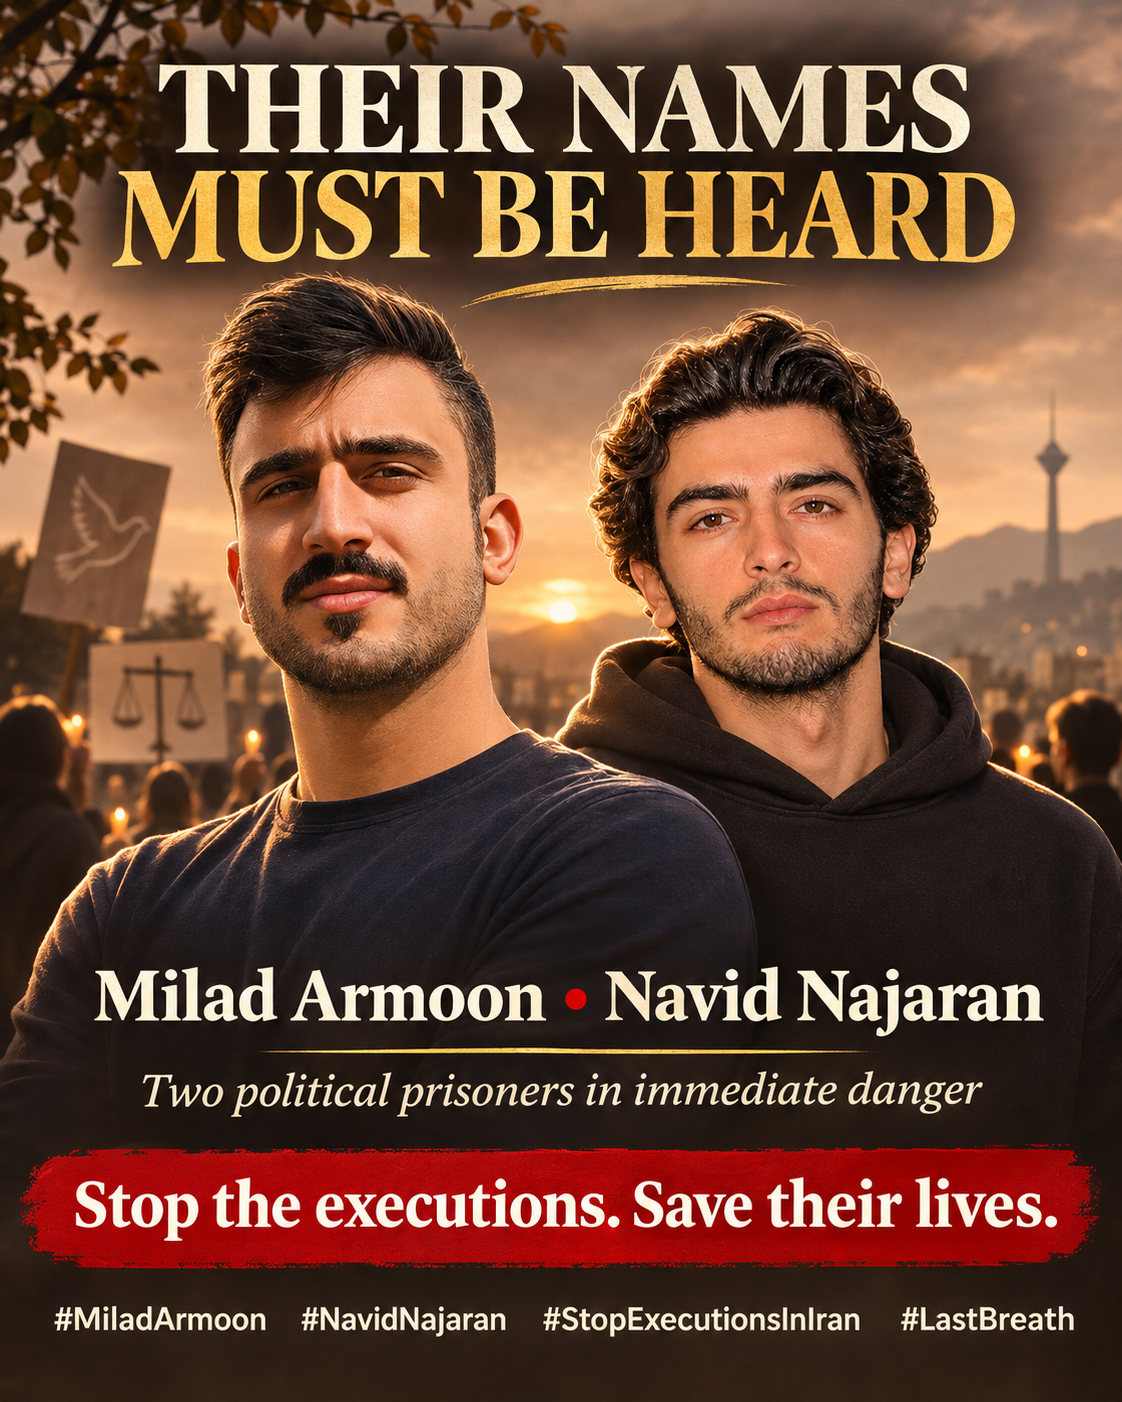 THEIR NAMES
MUST BE HEARD
Milad Armoon • Navid Najaran
Two political prisoners in immediate danger
Stop the executions. Save their lives.
#MiladArmoon #NavidNajaran #StopExecutionsInIran #LastBreath